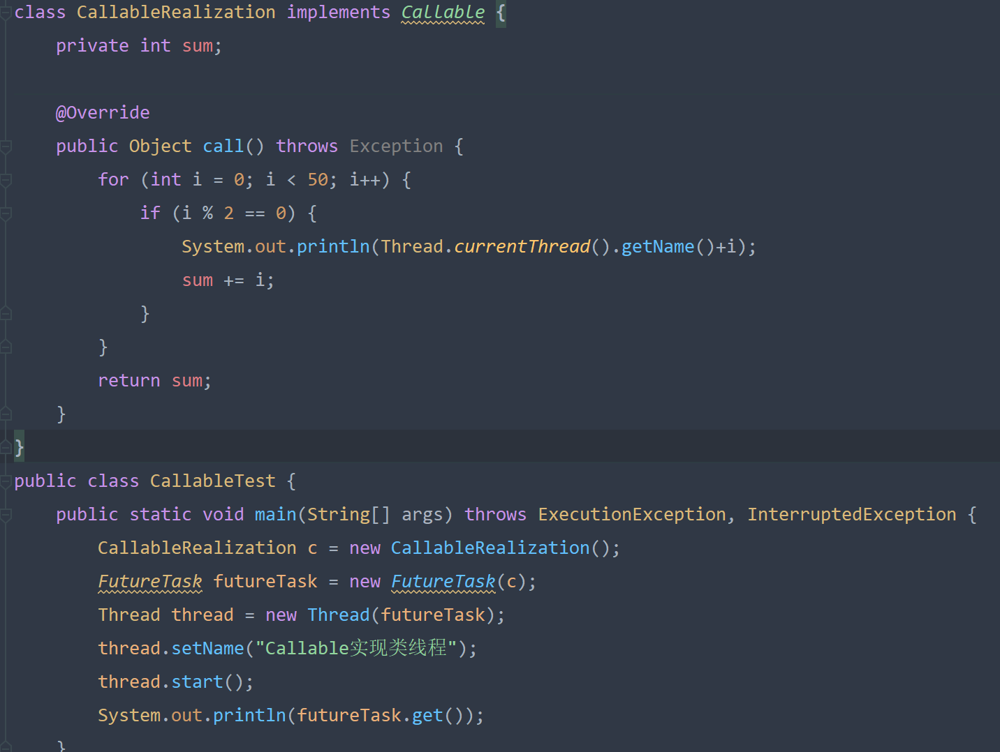 class CallableRealization implements Callable {
    private int sum;

    @Override
    public Object call() throws Exception {
        for (int i = 0; i < 50; i++) {
            if (i % 2 == 0) {
                System.out.println(Thread.currentThread().getName()+i);
                sum += i;
            }
        }
        return sum;
    }
}
public class CallableTest {
    public static void main(String[] args) throws ExecutionException, InterruptedException {
        CallableRealization c = new CallableRealization();
        FutureTask futureTask = new FutureTask(c);
        Thread thread = new Thread(futureTask);
        thread.setName("Callable实现类线程");
        thread.start();
        System.out.println(futureTask.get());
    }